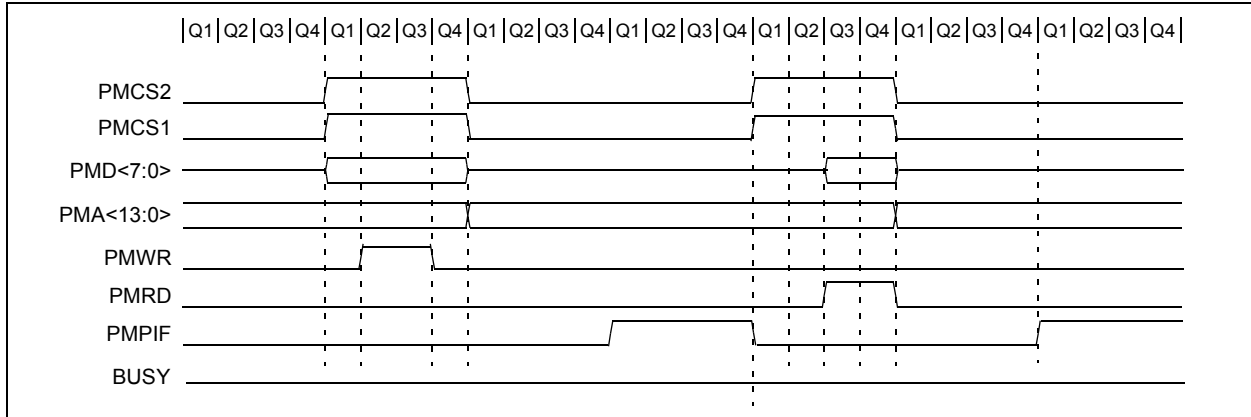 Q1 Q2 Q3 Q4 Q1 Q2 Q3 Q4 Q1 Q2 Q3 Q4 Q1 Q2 Q3 Q4 Q1 Q2 Q3 Q4 Q1 Q2 Q3 Q4 Q1 Q2 Q3 Q4
PMCS2
PMCS1
PMD<7:0>
PMA<13:0>
PMWR
PMRD
PMPIF
BUSY